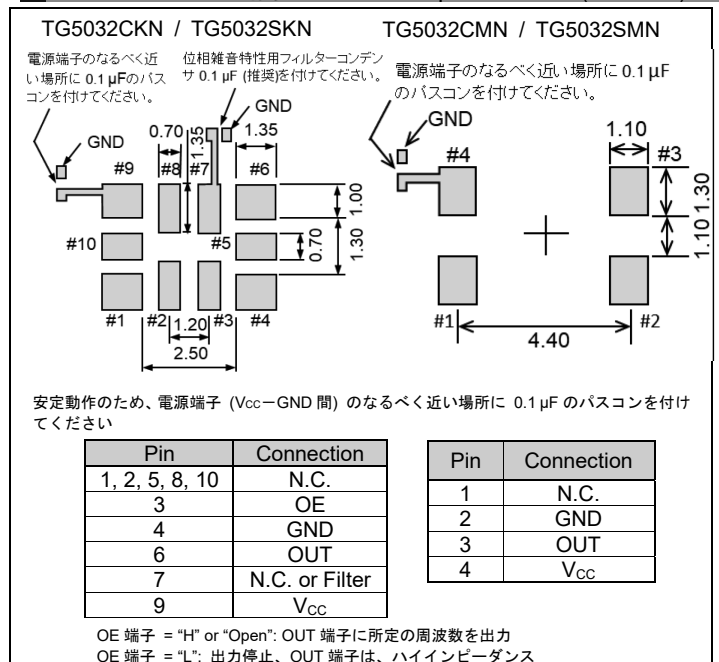 TG5032CKN / TG5032SKN
電源端子のなるべく近
い場所に 0.1 µFのバス
コンを付けてください。
位相雑音特性用フィルターコンデン
サ 0.1 µF (推奨)を付けてください。
GND
GND
0.70
1.35
1.35
#9
#8
#7
#6
1.00
#10
#5
0.70
1.30
#1
#2
1.20
#3
#4
2.50
TG5032CMN / TG5032SMN
電源端子のなるべく近い場所に 0.1 µF
のバスコンを付けてください。
GND
1.10
#4
#3
1.30
1.10
#1
#2
4.40
安定動作のため、電源端子 (Vcc－GND 間) のなるべく近い場所に 0.1 µF のパスコンを付け
てください
Pin Connection
1, 2, 5, 8, 10 N.C.
3 OE
4 GND
6 OUT
7 N.C. or Filter
9 VCC
Pin Connection
1 N.C.
2 GND
3 OUT
4 VCC
OE 端子 = “H” or “Open”: OUT 端子に所定の周波数を出力
OE 端子 = “L”: 出力停止、OUT 端子は、ハイインピーダンス